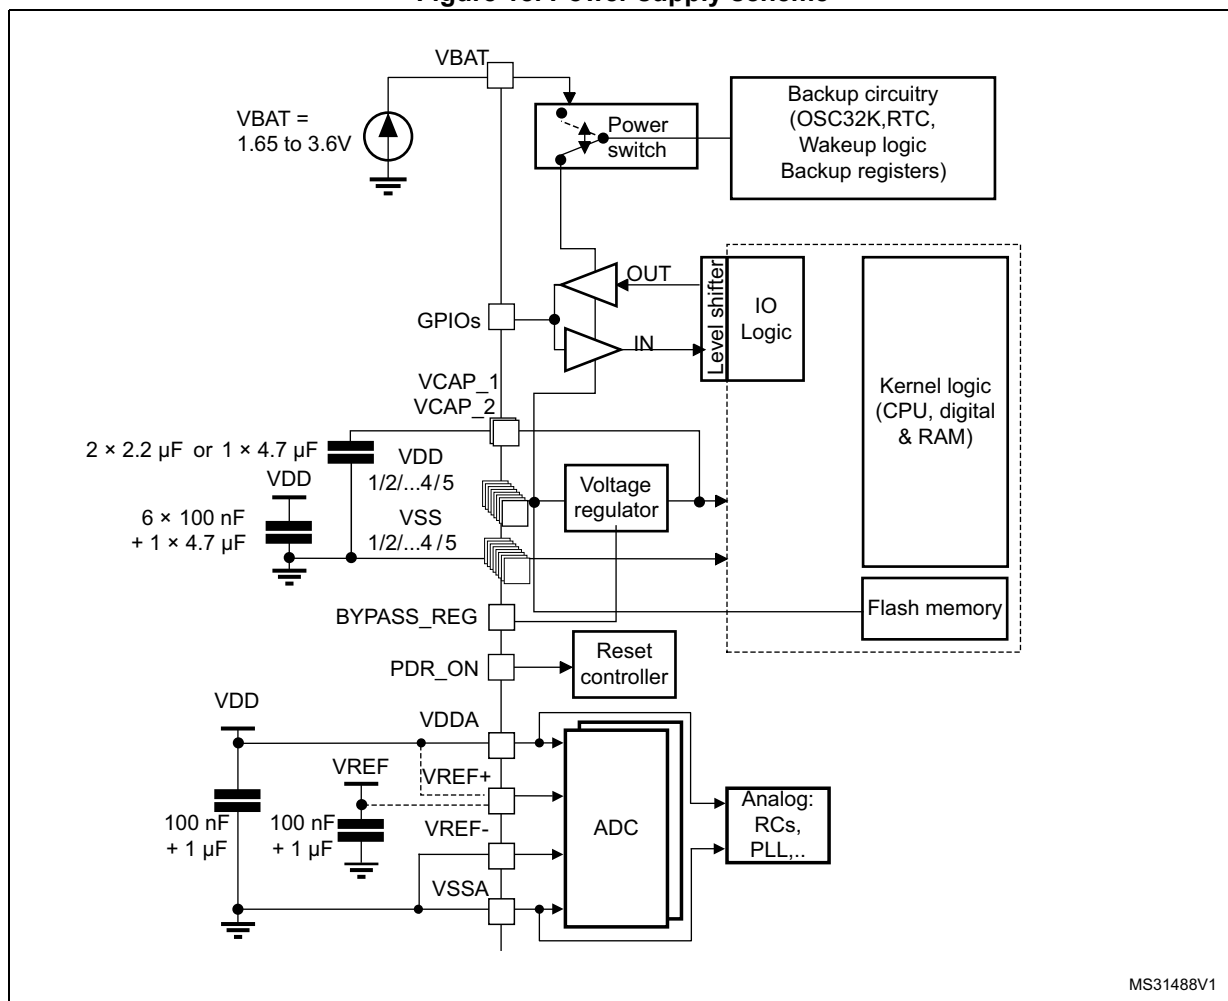 VBAT
VBAT =
1.65 to 3.6V
Power
switch
Backup circuitry
(OSC32K,RTC,
Wakeup logic
Backup registers)
GPIOs
OUT
IN
Level shifter
IO
Logic
Kernel logic
(CPU, digital
& RAM)
VCAP_1
VCAP_2
2 × 2.2 µF or 1 × 4.7 µF
VDD
1/2/...4/5
Voltage
regulator
VDD
6 × 100 nF
+ 1 × 4.7 µF
VSS
1/2/...4/5
Flash memory
BYPASS_REG
PDR_ON
Reset
controller
VDD
VDDA
VREF
VREF+
100 nF
+ 1 µF
100 nF
+ 1 µF
VREF-
VSSA
ADC
Analog:
RCs,
PLL,..
MS31488V1